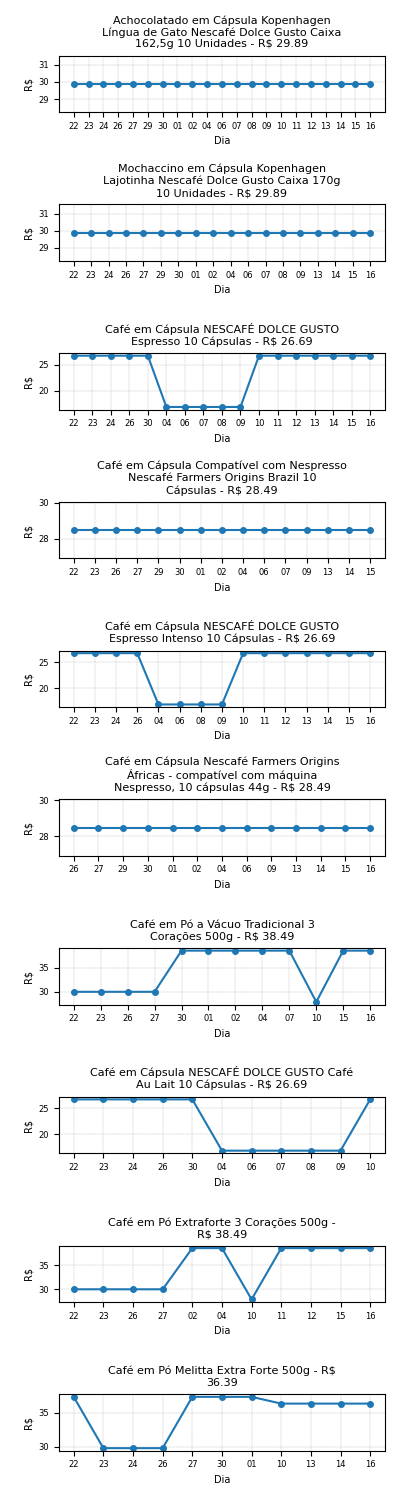 Achocolatado em Cápsula Kopenhagen
Língua de Gato Nescafé Dolce Gusto Caixa
162,5g 10 Unidades - R$ 29.89
31
30
29
R$
22 23 24 26 27 29 30 01 02 04 06 07 08 09 10 11 12 13 14 15 16
Dia
Mochaccino em Cápsula Kopenhagen
Lajotinha Nescafé Dolce Gusto Caixa 170g
10 Unidades - R$ 29.89
31
30
29
R$
22 23 24 26 27 29 30 01 02 04 06 07 08 09 10 11 13 14 16
Dia
Café em Cápsula NESCAFÉ DOLCE GUSTO
Espresso 10 Cápsulas - R$ 26.69
25
20
R$
22 23 24 26 30 04 06 07 08 09 10 11 12 13 14 15 16
Dia
Café em Cápsula Compatível com Nespresso
Nescafé Farmers Origins Brazil 10
Cápsulas - R$ 28.49
30
28
R$
22 23 26 27 29 30 01 02 04 06 07 09 13 14 15
Dia
Café em Cápsula NESCAFÉ DOLCE GUSTO
Espresso Intenso 10 Cápsulas - R$ 26.69
25
20
R$
22 23 24 26 04 06 08 09 10 11 12 13 14 15 16
Dia
Café em Cápsula Nescafé Farmers Origins
Áfricas - compatível com máquina
Nespresso, 10 cápsulas 44g - R$ 28.49
30
28
R$
26 27 29 30 01 02 04 06 09 13 14 15 16
Dia
Café em Pó a Vácuo Tradicional 3
Corações 500g - R$ 38.49
35
30
R$
22 23 26 27 30 01 02 04 07 10 15 16
Dia
Café em Cápsula NESCAFÉ DOLCE GUSTO Café
Au Lait 10 Cápsulas - R$ 26.69
25
20
R$
22 23 24 26 30 04 06 07 08 09 10
Dia
Café em Pó Extraforte 3 Corações 500g -
R$ 38.49
35
30
R$
22 23 26 27 02 04 10 11 12 15 16
Dia
Café em Pó Melitta Extra Forte 500g - R$
36.39
35
30
R$
22 23 24 26 27 30 01 10 13 14 16
Dia